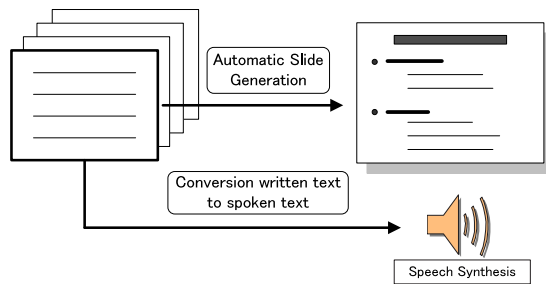 Automatic Slide
Generation
Conversion written text
to spoken text
Speech Synthesis